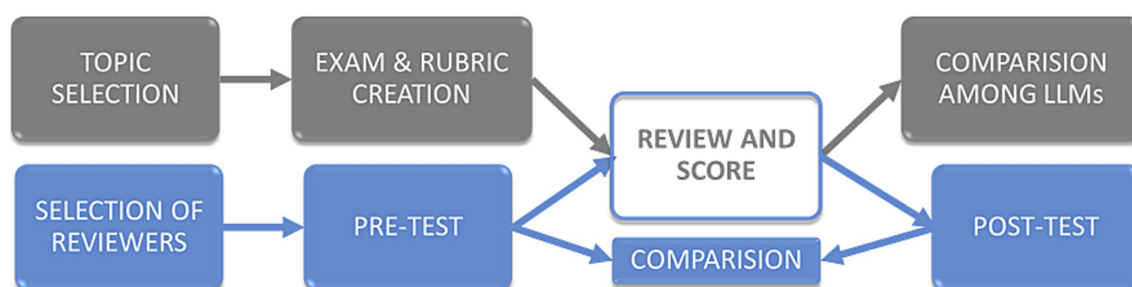 TOPIC
SELECTION
EXAM & RUBRIC
CREATION
COMPARISION
AMONG LLMs
REVIEW AND
SCORE
SELECTION OF
REVIEWERS
PRE-TEST
COMPARISION
POST-TEST